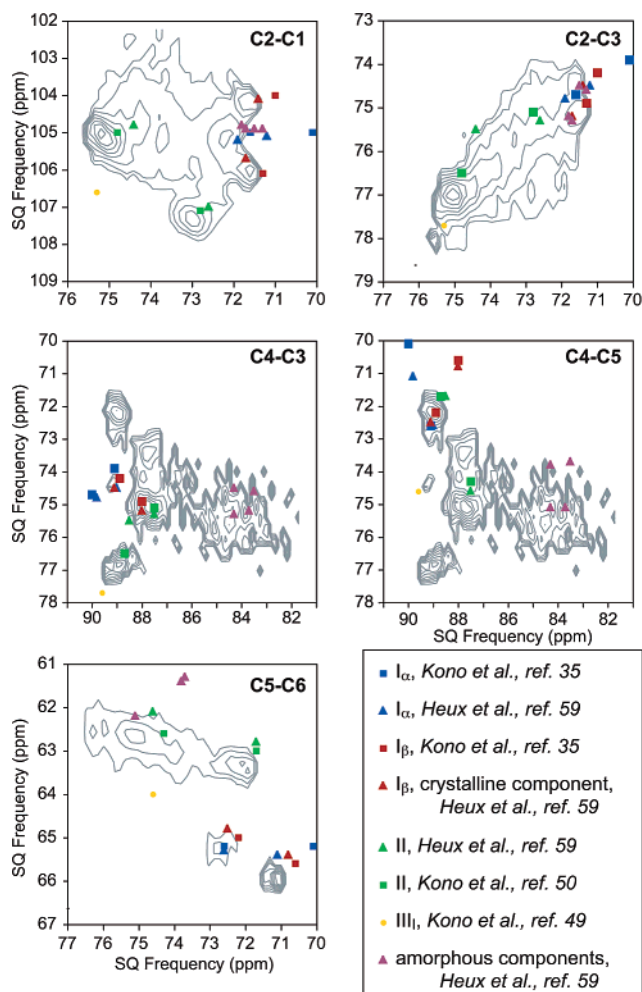 C2-C1
SQ Frequency (ppm)
102
103
104
105
106
107
108
109
76 75 74 73 72 71 70
C2-C3
73
74
75
76
77
78
79
77 76 75 74 73 72 71 70
C4-C3
SQ Frequency (ppm)
70
71
72
73
74
75
76
77
78
90 88 86 84 82
C4-C5
70
71
72
73
74
75
76
77
78
90 88 86 84 82
SQ Frequency (ppm)
C5-C6
SQ Frequency (ppm)
61
62
63
64
65
66
67
77 76 75 74 73 72 71 70
SQ Frequency (ppm)
Iα, Kono et al., ref. 35
Iα, Heux et al., ref. 59
Iβ, Kono et al., ref. 35
Iβ, crystalline component,
Heux et al., ref. 59
II, Heux et al., ref. 59
II, Kono et al., ref. 50
IIII, Kono et al., ref. 49
amorphous components,
Heux et al., ref. 59